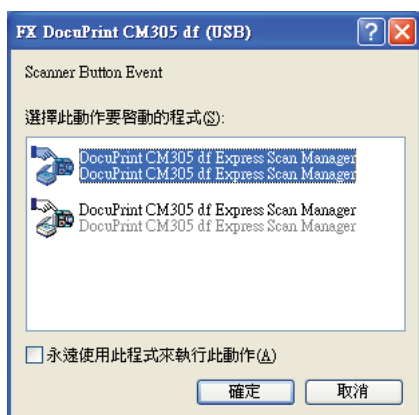 FX DocuPrint CM305 df (USB)
Scanner Button Event
選擇此動作要啓動的程式(S):
DocuPrint CM305 df Express Scan Manager
DocuPrint CM305 df Express Scan Manager
DocuPrint CM305 df Express Scan Manager
DocuPrint CM305 df Express Scan Manager
永遠使用此程式來執行此動作(A)
確定 取消